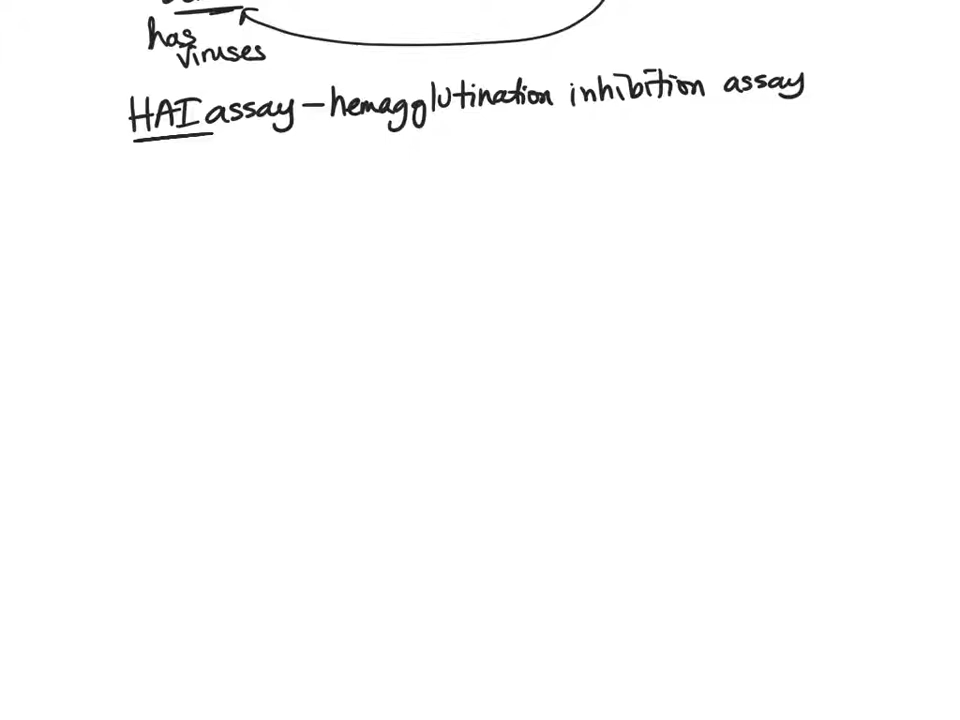 has
viruses
HAI assay – hemagglutination inhibition assay